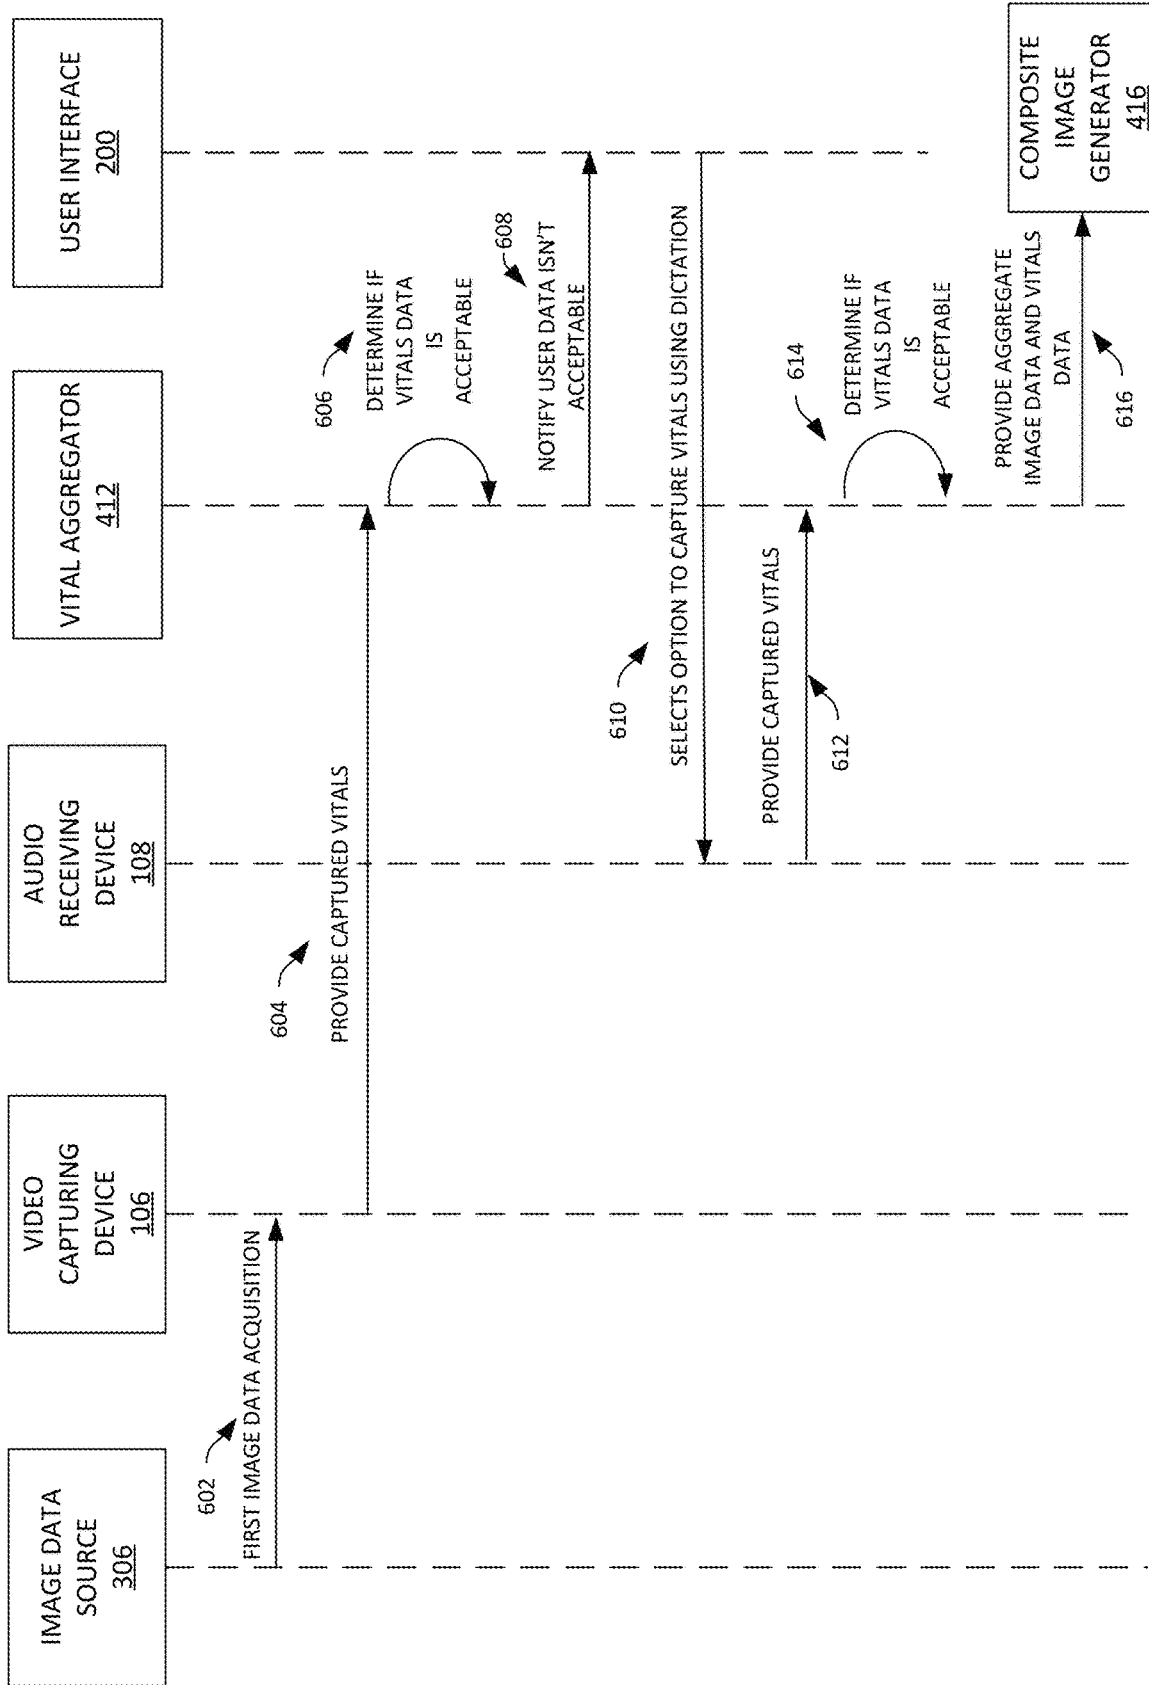 IMAGE DATA
SOURCE
306
VIDEO
CAPTURING
DEVICE
106
AUDIO
RECEIVING
DEVICE
108
VITAL AGGREGATOR
412
USER INTERFACE
200
602
FIRST IMAGE DATA ACQUISITION
604
PROVIDE CAPTURED VITALS
606
DETERMINE IF
VITALS DATA
IS
ACCEPTABLE
608
NOTIFY USER DATA ISN'T
ACCEPTABLE
610
SELECTS OPTION TO CAPTURE VITALS USING DICTATION
PROVIDE CAPTURED VITALS
612
614
DETERMINE IF
VITALS DATA
IS
ACCEPTABLE
PROVIDE AGGREGATE
IMAGE DATA AND VITALS
DATA
616
COMPOSITE
IMAGE
GENERATOR
416